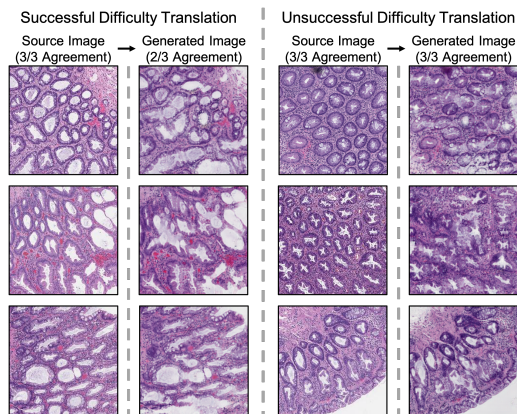 Successful Difficulty Translation
Source Image
(3/3 Agreement)
Generated Image
(2/3 Agreement)
Unsuccessful Difficulty Translation
Source Image
(3/3 Agreement)
Generated Image
(3/3 Agreement)